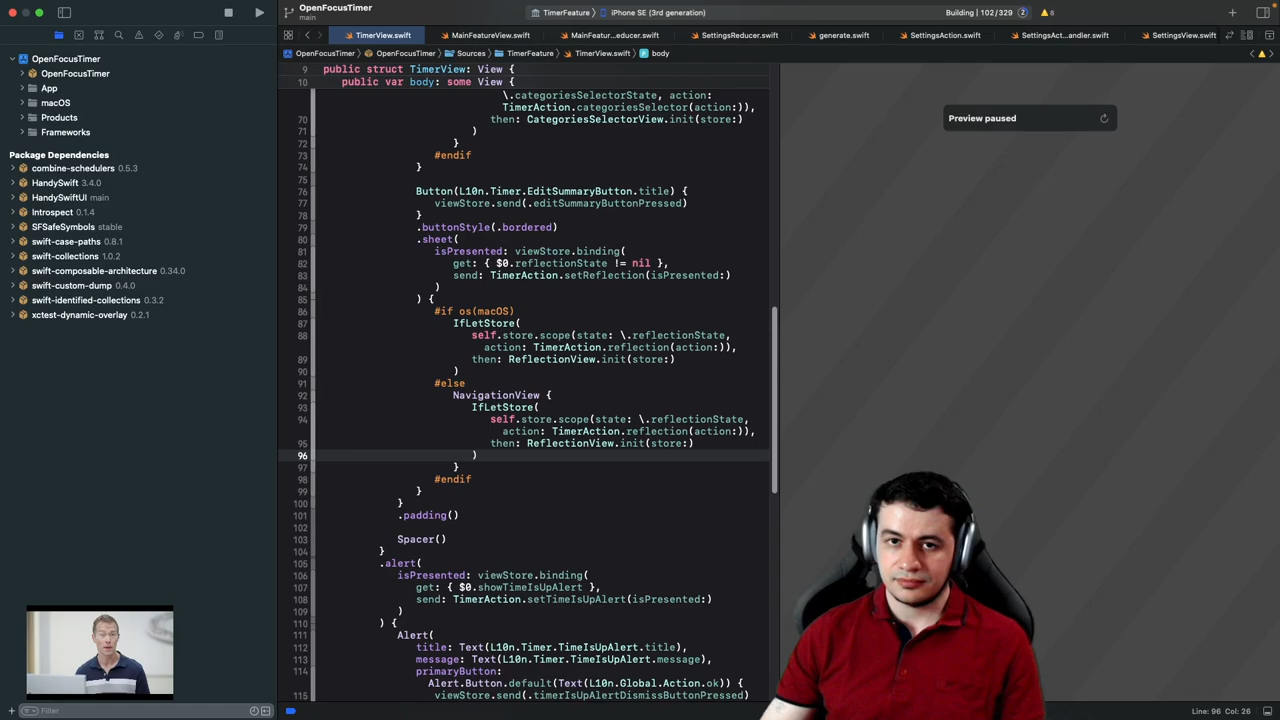 OpenFocusTimer
main
TimerFeature
iPhone SE (3rd generation)
Building | 102/329
2
8
TimerView.swift
MainFeatureView.swift
MainFeatur...educer.swift
SettingsReducer.swift
generate.swift
SettingsAction.swift
SettingsAct...andler.swift
SettingsView.swift
OpenFocusTimer
OpenFocusTimer
Sources
TimerFeature
TimerView.swift
body
OpenFocusTimer
OpenFocusTimer
App
macOS
Products
Frameworks
Package Dependencies
combine-schedulers 0.5.3
HandySwift 3.4.0
HandySwiftUI main
Introspect 0.1.4
SFSafeSymbols stable
swift-case-paths 0.8.1
swift-collections 1.0.2
swift-composable-architecture 0.34.0
swift-custom-dump 0.4.0
swift-identified-collections 0.3.2
xctest-dynamic-overlay 0.2.1
Filter
9 public struct TimerView: View {
10 public var body: some View {
\.categoriesSelectorState, action:
TimerAction.categoriesSelector(action:)),
70 then: CategoriesSelectorView.init(store:)
71 )
72 }
73 #endif
74 }
75
76 Button(L10n.Timer.EditSummaryButton.title) {
77 viewStore.send(.editSummaryButtonPressed)
78 }
79 .buttonStyle(.bordered)
80 .sheet(
81 isPresented: viewStore.binding(
82 get: { $0.reflectionState != nil },
83 send: TimerAction.setReflection(isPresented:)
84 )
85 ) {
86 #if os(macOS)
87 IfLetStore(
88 self.store.scope(state: \.reflectionState,
action: TimerAction.reflection(action:)),
89 then: ReflectionView.init(store:)
90 )
91 #else
92 NavigationView {
93 IfLetStore(
94 self.store.scope(state: \.reflectionState,
action: TimerAction.reflection(action:)),
95 then: ReflectionView.init(store:)
96 )
97 }
98 #endif
99 }
100 }
101 .padding()
102
103 Spacer()
104 }
105 .alert(
106 isPresented: viewStore.binding(
107 get: { $0.showTimeIsUpAlert },
108 send: TimerAction.setTimeIsUpAlert(isPresented:)
109 )
110 ) {
111 Alert(
112 title: Text(L10n.Timer.TimeIsUpAlert.title),
113 message: Text(L10n.Timer.TimeIsUpAlert.message),
114 primaryButton:
Alert.Button.default(Text(L10n.Global.Action.ok)) {
115 viewStore.send(.timerIsUpAlertDismissButtonPressed)
Preview paused
Line: 96 Col: 26